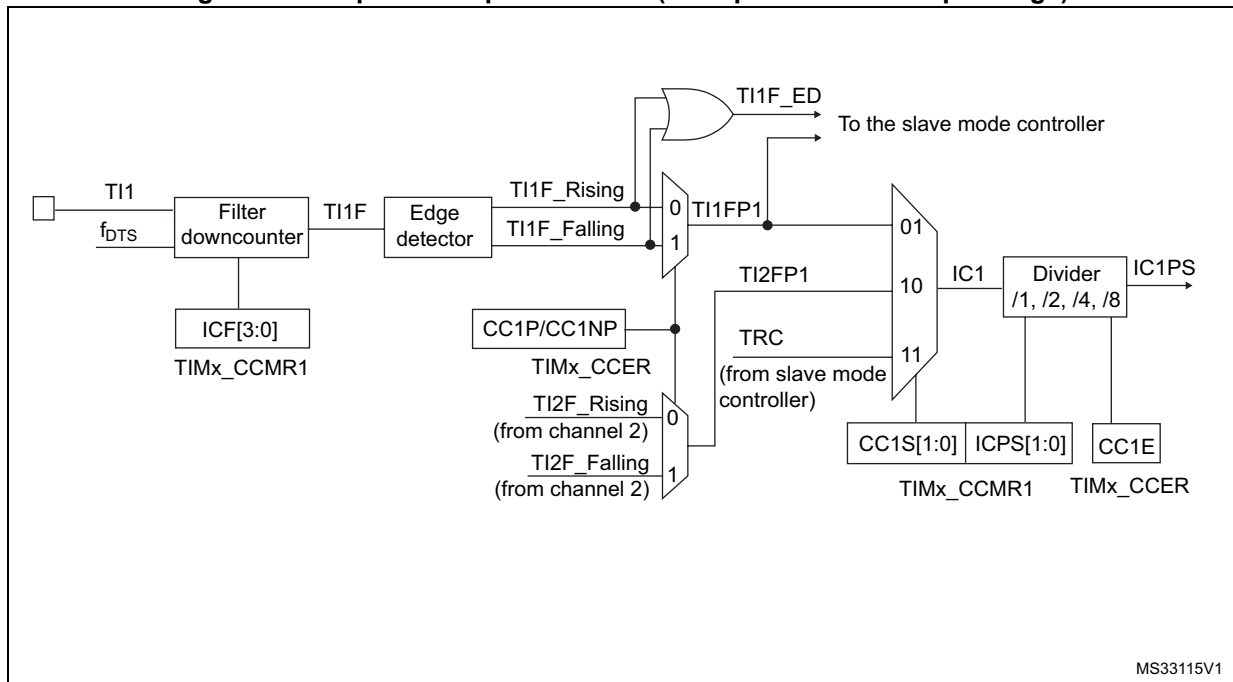 TI1F_ED
To the slave mode controller
TI1
f_DTS
Filter
downcounter
TI1F
Edge
detector
TI1F_Rising
TI1F_Falling
0
1
TI1FP1
01
TI2FP1
10
IC1
Divider
/1, /2, /4, /8
IC1PS
ICF[3:0]
TIMx_CCMR1
CC1P/CC1NP
TIMx_CCER
TRC
11
(from slave mode
controller)
TI2F_Rising
0
(from channel 2)
TI2F_Falling
1
(from channel 2)
CC1S[1:0]
ICPS[1:0]
CC1E
TIMx_CCMR1
TIMx_CCER
MS33115V1